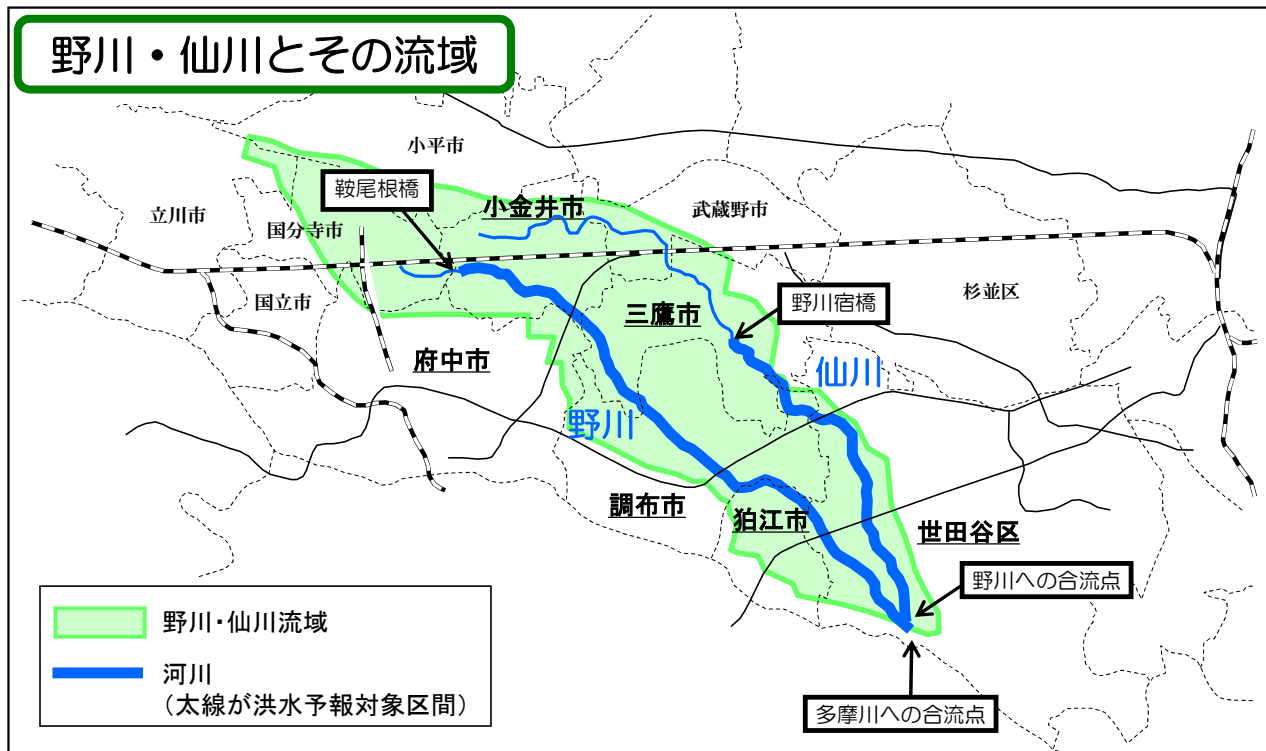 野川・仙川とその流域
小平市
鞍尾根橋
小金井市
武蔵野市
立川市
国分寺市
国立市
三鷹市
野川宿橋
杉並区
府中市
仙川
野川
調布市
狛江市
世田谷区
野川への合流点
野川・仙川流域
河川
(太線が洪水予報対象区間)
多摩川への合流点